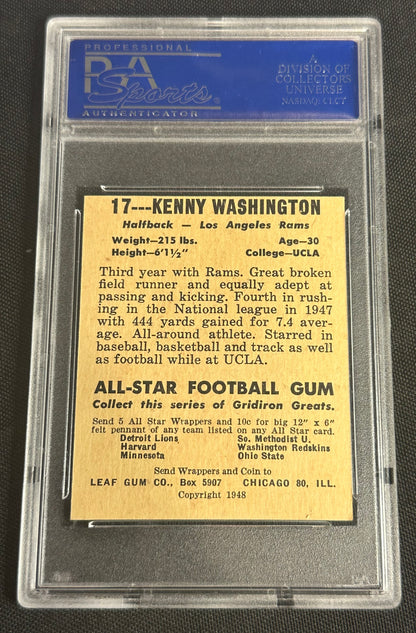 PROFESSIONAL
PSA
Sports
AUTHENTICATOR
A
DIVISION OF
COLLECTORS
UNIVERSE
NASDAQ: CLCT
17---KENNY WASHINGTON
Halfback — Los Angeles Rams
Weight—215 lbs. Age—30
Height—6'1½" College—UCLA
Third year with Rams. Great broken
field runner and equally adept at
passing and kicking. Fourth in rush-
ing in the National league in 1947
with 444 yards gained for 7.4 aver-
age. All-around athlete. Starred in
baseball, basketball and track as well
as football while at UCLA.
ALL-STAR FOOTBALL GUM
Collect this series of Gridiron Greats.
Send 5 All Star Wrappers and 10c for big 12" x 6"
felt pennant of any team listed on any All Star card.
Detroit Lions So. Methodist U.
Harvard Washington Redskins
Minnesota Ohio State
Send Wrappers and Coin to
LEAF GUM CO., Box 5907 CHICAGO 80, ILL.
Copyright 1948